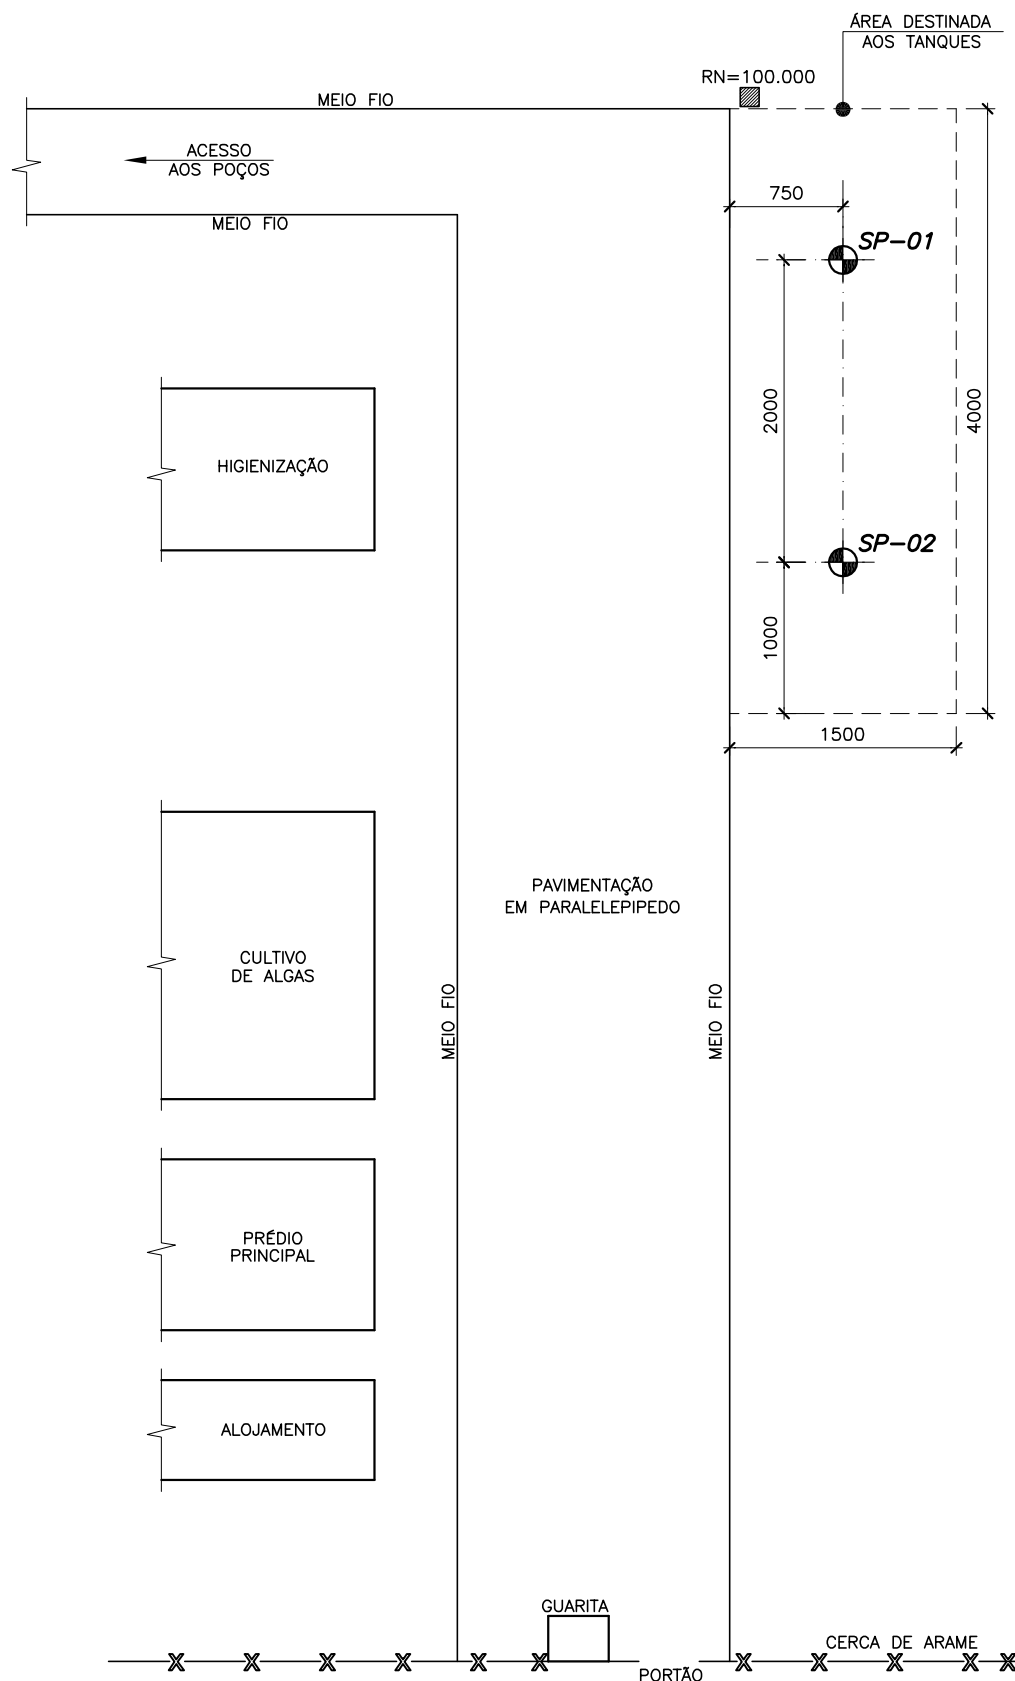 ÁREA DESTINADA
AOS TANQUES
RN=100.000
MEIO FIO
ACESSO
AOS POÇOS
MEIO FIO
750
SP-01
2000
4000
HIGIENIZAÇÃO
SP-02
1000
1500
PAVIMENTAÇÃO
EM PARALELEPIPEDO
CULTIVO
DE ALGAS
MEIO FIO
MEIO FIO
PRÉDIO
PRINCIPAL
ALOJAMENTO
GUARITA
CERCA DE ARAME
PORTÃO